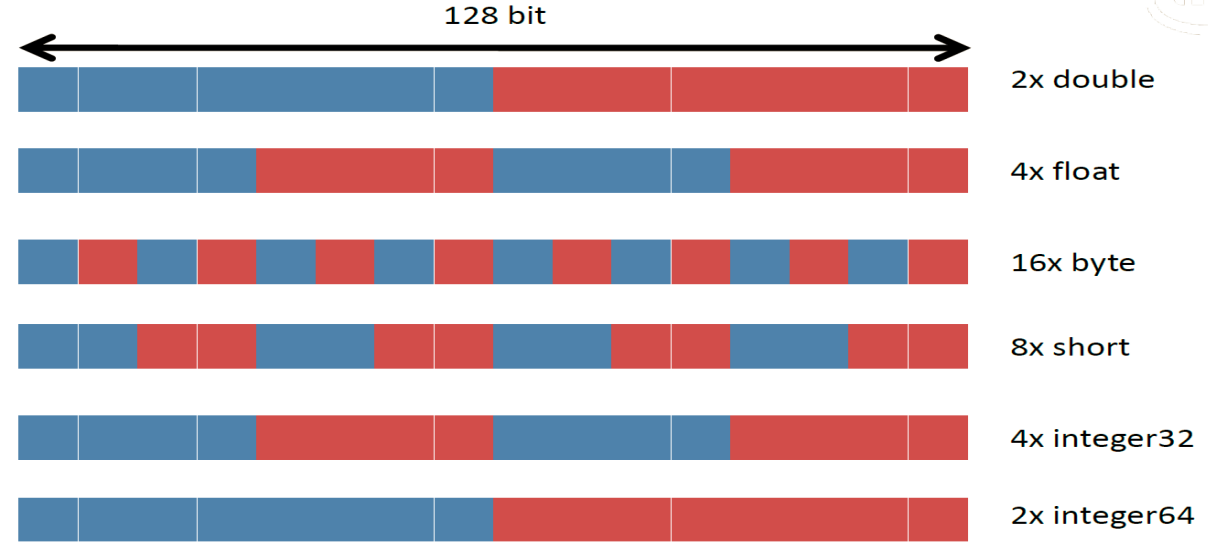 128 bit
2x double
4x float
16x byte
8x short
4x integer32
2x integer64